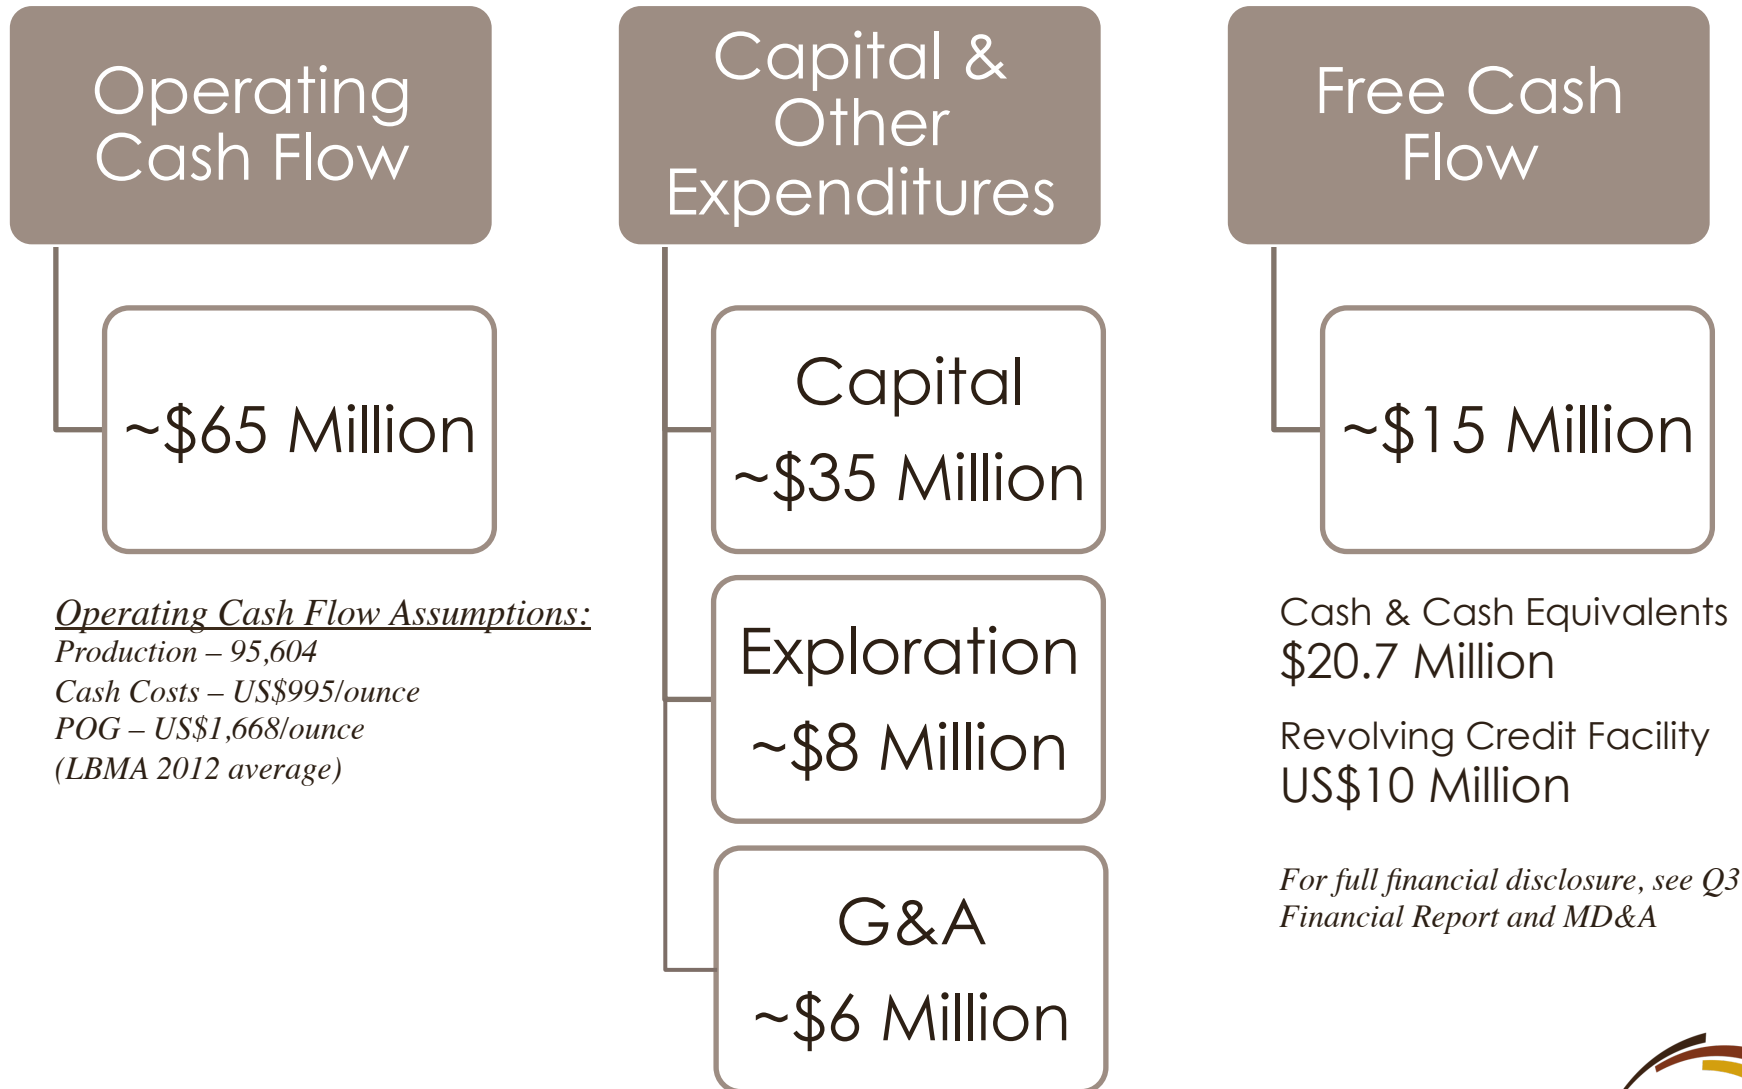 Operating
Cash Flow
~$65 Million
Operating Cash Flow Assumptions:
Production – 95,604
Cash Costs – US$995/ounce
POG – US$1,668/ounce
(LBMA 2012 average)
Capital &
Other
Expenditures
Capital
~$35 Million
Exploration
~$8 Million
G&A
~$6 Million
Free Cash
Flow
~$15 Million
Cash & Cash Equivalents
$20.7 Million
Revolving Credit Facility
US$10 Million
For full financial disclosure, see Q3
Financial Report and MD&A